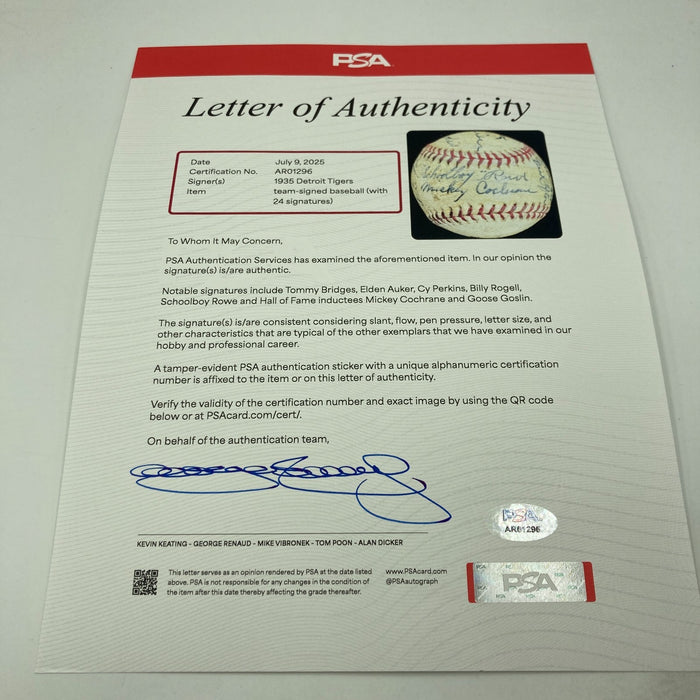 PSA
Letter of Authenticity
Date July 9, 2025
Certification No. AR01296
Signer(s) 1935 Detroit Tigers
Item team-signed baseball (with
24 signatures)
Schoolboy Rowe
Mickey Cochrane
To Whom It May Concern,
PSA Authentication Services has examined the aforementioned item. In our opinion the
signature(s) is/are authentic.
Notable signatures include Tommy Bridges, Elden Auker, Cy Perkins, Billy Rogell,
Schoolboy Rowe and Hall of Fame inductees Mickey Cochrane and Goose Goslin.
The signature(s) is/are consistent considering slant, flow, pen pressure, letter size, and
other characteristics that are typical of the other exemplars that we have examined in our
hobby and professional career.
A tamper-evident PSA authentication sticker with a unique alphanumeric certification
number is affixed to the item or on this letter of authenticity.
Verify the validity of the certification number and exact image by using the QR code
below or at PSAcard.com/cert/.
On behalf of the authentication team,
PSA
AR01296
KEVIN KEATING - GEORGE RENAUD - MIKE VIBRONEK - TOM POON - ALAN DICKER
This letter serves as an opinion rendered by PSA at the date listed
above. PSA is not responsible for any changes in the condition of
the item after this date thereby affecting the grade thereafter.
www.PSAcard.com
@PSAautograph
PSA